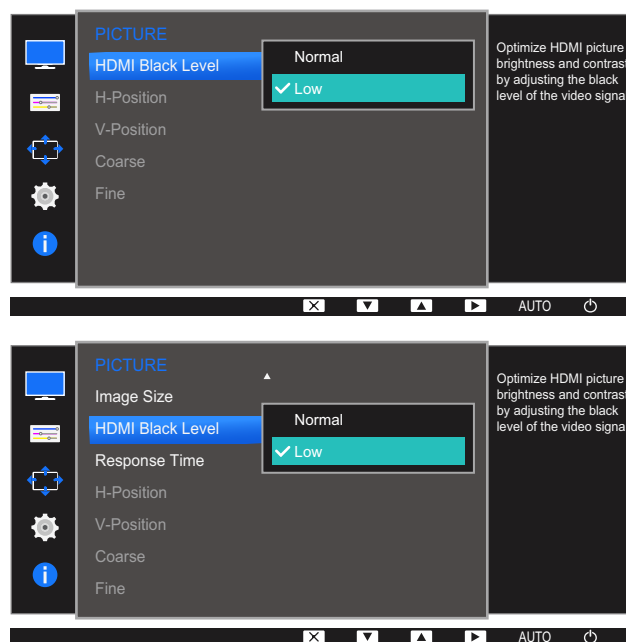 PICTURE
HDMI Black Level
Normal
Low
H-Position
V-Position
Coarse
Fine
Optimize HDMI picture
brightness and contrast
by adjusting the black
level of the video signa
AUTO
PICTURE
Image Size
HDMI Black Level
Normal
Low
Response Time
H-Position
V-Position
Coarse
Fine
Optimize HDMI picture
brightness and contrast
by adjusting the black
level of the video signa
AUTO